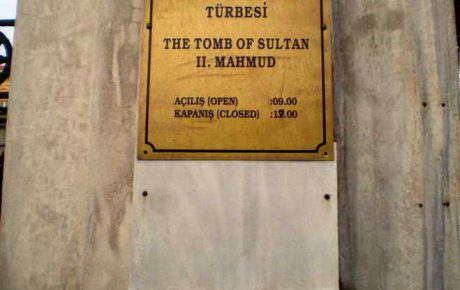 TÜRBESİ
THE TOMB OF SULTAN
II. MAHMUD
AÇILIŞ (OPEN) :09.00
KAPANIŞ (CLOSED)